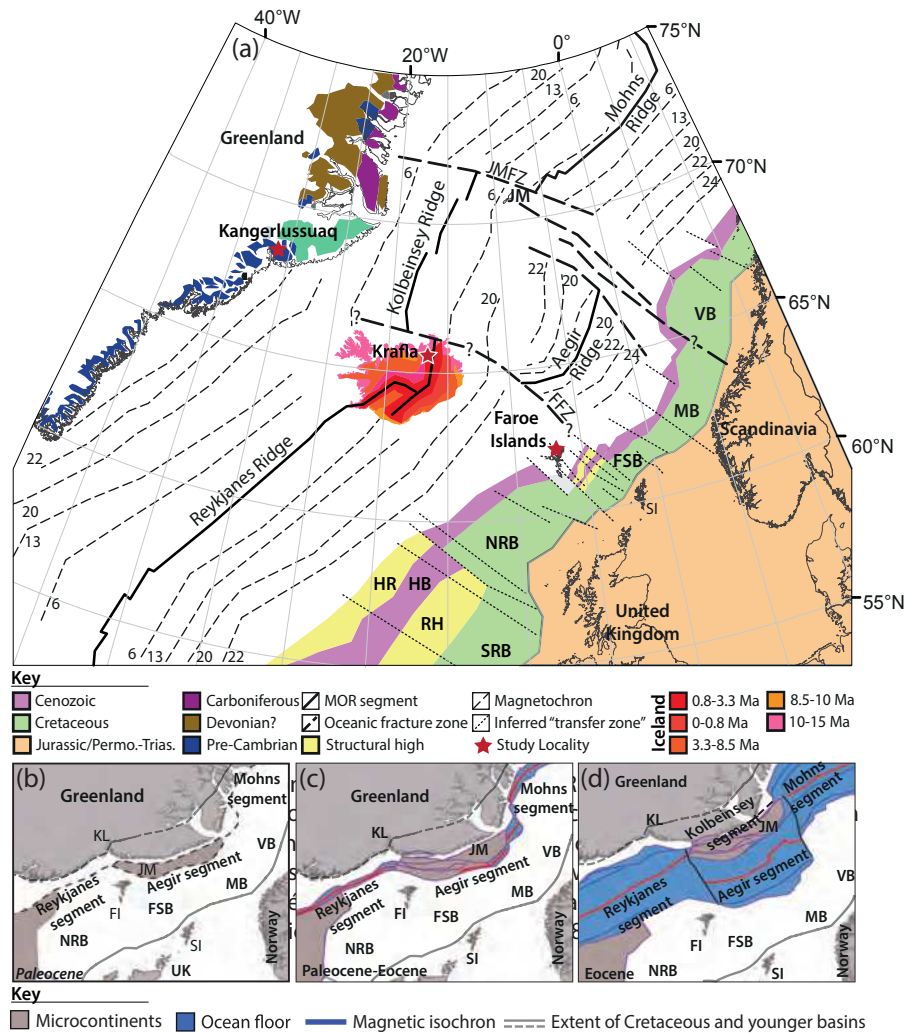 40°W
20°W
0°
75°N
(a)
Greenland
20
13
6
Mohns
Ridge
6
13
20
22
24
70°N
JMFZ
JM
6
6
Kangerlussuaq
Kolbeinsey Ridge
22
20
20
65°N
VB
?
?
?
Krafla
Aegir
Ridge
20
22
24
FFZ
MB
Faroe
Islands
?
FSB
Scandinavia
60°N
SI
22
20
13
6
Reykjanes Ridge
NRB
HR
HB
RH
SRB
United
Kingdom
55°N
6
13
20
22
Key
Cenozoic
Cretaceous
Jurassic/Permo.-Trias.
Carboniferous
Devonian?
Pre-Cambrian
MOR segment
Oceanic fracture zone
Structural high
Magnetochron
Inferred "transfer zone"
Study Locality
Iceland
0.8-3.3 Ma
0-0.8 Ma
3.3-8.5 Ma
8.5-10 Ma
10-15 Ma
(b)
Greenland
Mohns
segment
KL
JM
VB
Reykjanes
segment
Aegir segment
FI
FSB
MB
NRB
SI
UK
Norway
Paleocene
(c)
Greenland
Mohns
segment
KL
JM
VB
Reykjanes
segment
Aegir segment
FI
FSB
MB
NRB
SI
Norway
Paleocene-Eocene
(d)
Greenland
Mohns
segment
KL
Kolbeinsey
segment
JM
Reykjanes
segment
Aegir segment
VB
MB
FI
FSB
NRB
SI
Norway
Eocene
Key
Microcontinents
Ocean floor
Magnetic isochron
Extent of Cretaceous and younger basins